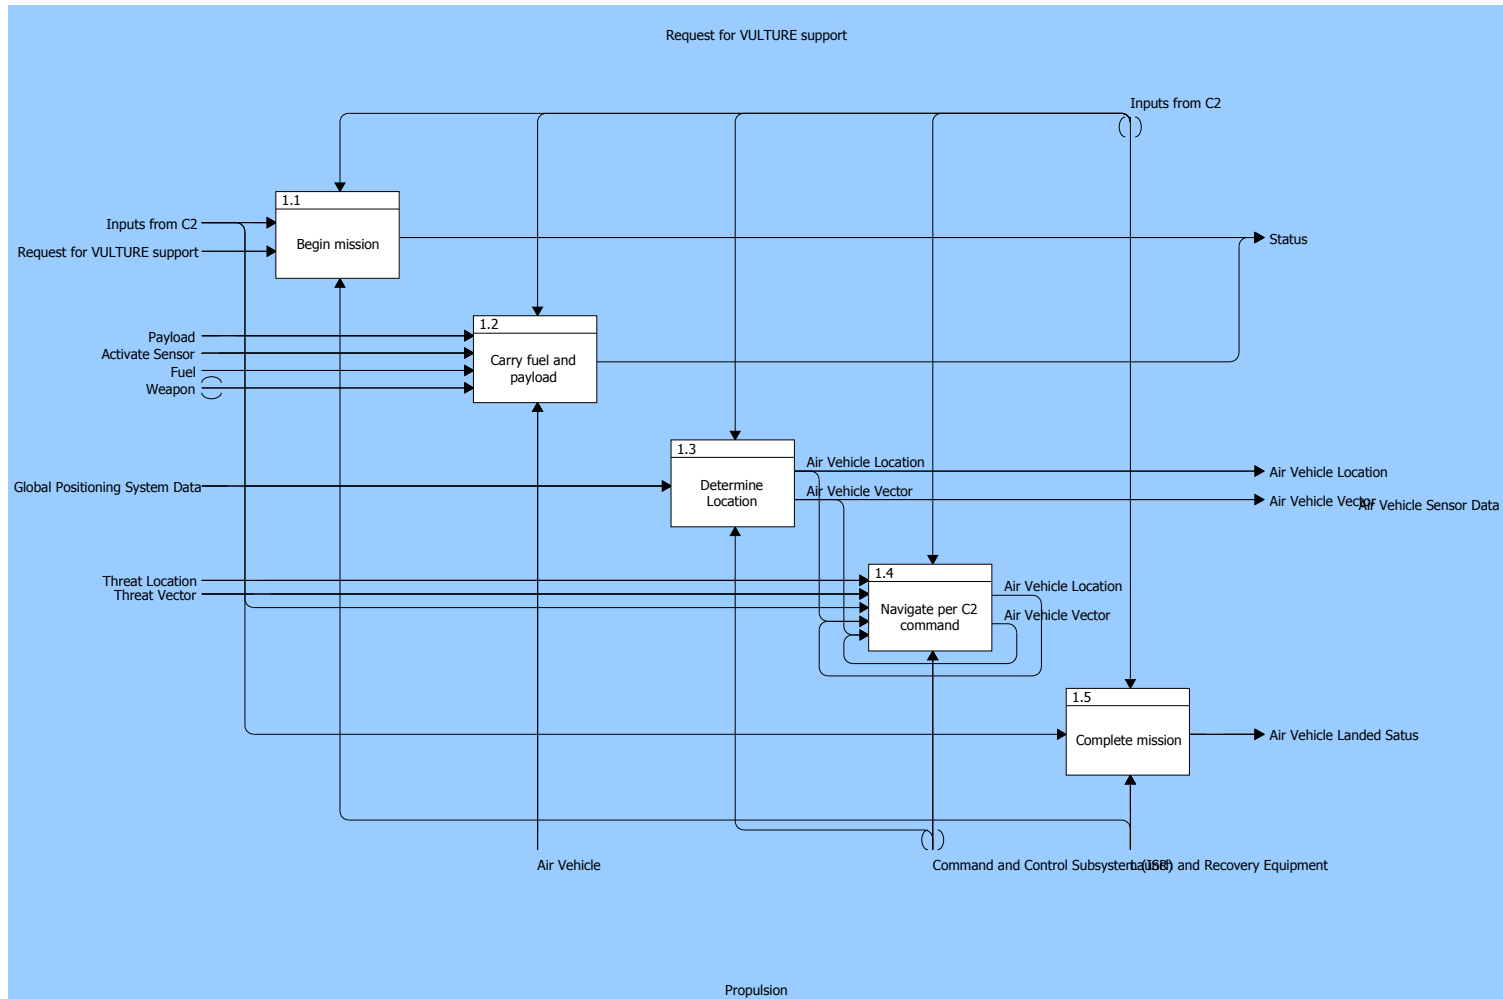 Request for VULTURE support
Inputs from C2
1.1
Begin mission
Inputs from C2
Request for VULTURE support
Status
1.2
Carry fuel and
payload
Payload
Activate Sensor
Fuel
Weapon
1.3
Determine
Location
Global Positioning System Data
Air Vehicle Location
Air Vehicle Vector
Air Vehicle Location
Air Vehicle Vector
Air Vehicle Sensor Data
1.4
Navigate per C2
command
Threat Location
Threat Vector
Air Vehicle Location
Air Vehicle Vector
1.5
Complete mission
Air Vehicle Landed Satus
Air Vehicle
Command and Control Subsystem (ISR)
Launch and Recovery Equipment
Propulsion